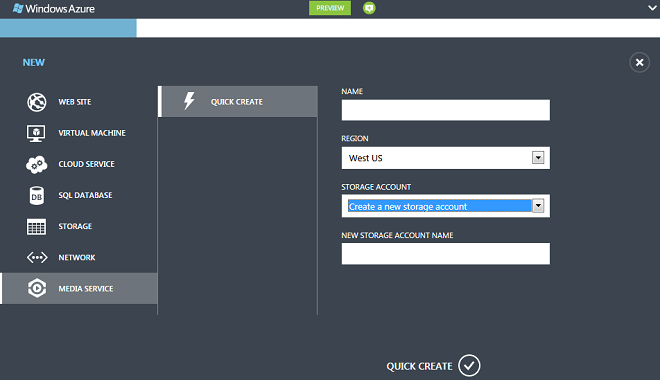 Windows Azure
PREVIEW
NEW
WEB SITE
VIRTUAL MACHINE
CLOUD SERVICE
DB
SQL DATABASE
STORAGE
NETWORK
MEDIA SERVICE
QUICK CREATE
NAME
REGION
West US
STORAGE ACCOUNT
Create a new storage account
NEW STORAGE ACCOUNT NAME
QUICK CREATE